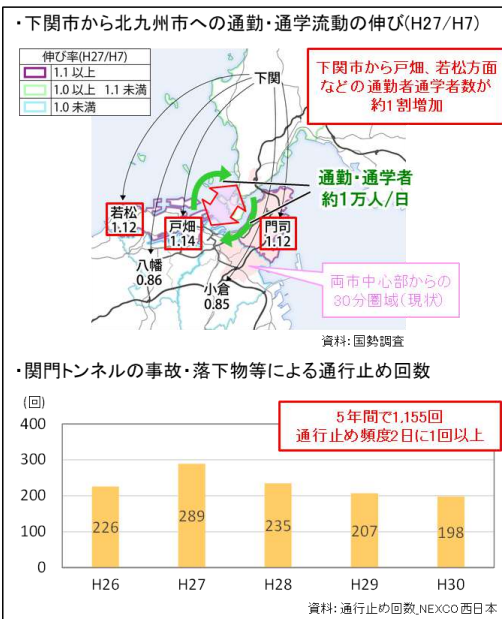 ・下関市から北九州市への通勤・通学流動の伸び(H27/H7)
伸び率(H27/H7)
1.1 以上
1.0 以上 1.1 未満
1.0 未満
下関
下関市から戸畑、若松方面
などの通勤者通学者数が
約1割増加
通勤・通学者
約1万人/日
若松
1.12
戸畑
1.14
門司
1.12
八幡
0.86
小倉
0.85
両市中心部からの
30分圏域(現状)
資料:国勢調査
・関門トンネルの事故・落下物等による通行止め回数
(回)
5年間で1,155回
通行止め頻度2日に1回以上
400
300
200
100
0
226
289
235
207
198
H26
H27
H28
H29
H30
資料:通行止め回数_NEXCO西日本